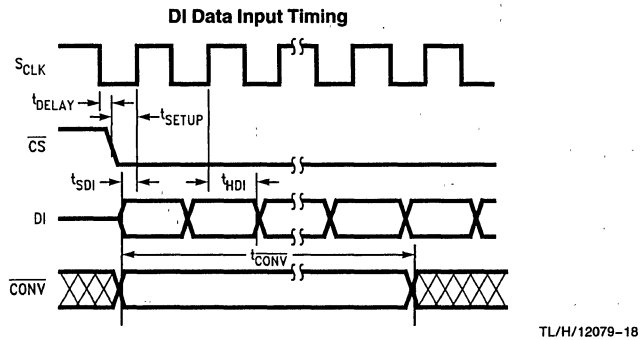 DI Data Input Timing
SCLK
tDELAY
tSETUP
CS
tSDI
tHDI
DI
tCONV
CONV
TL/H/12079-18